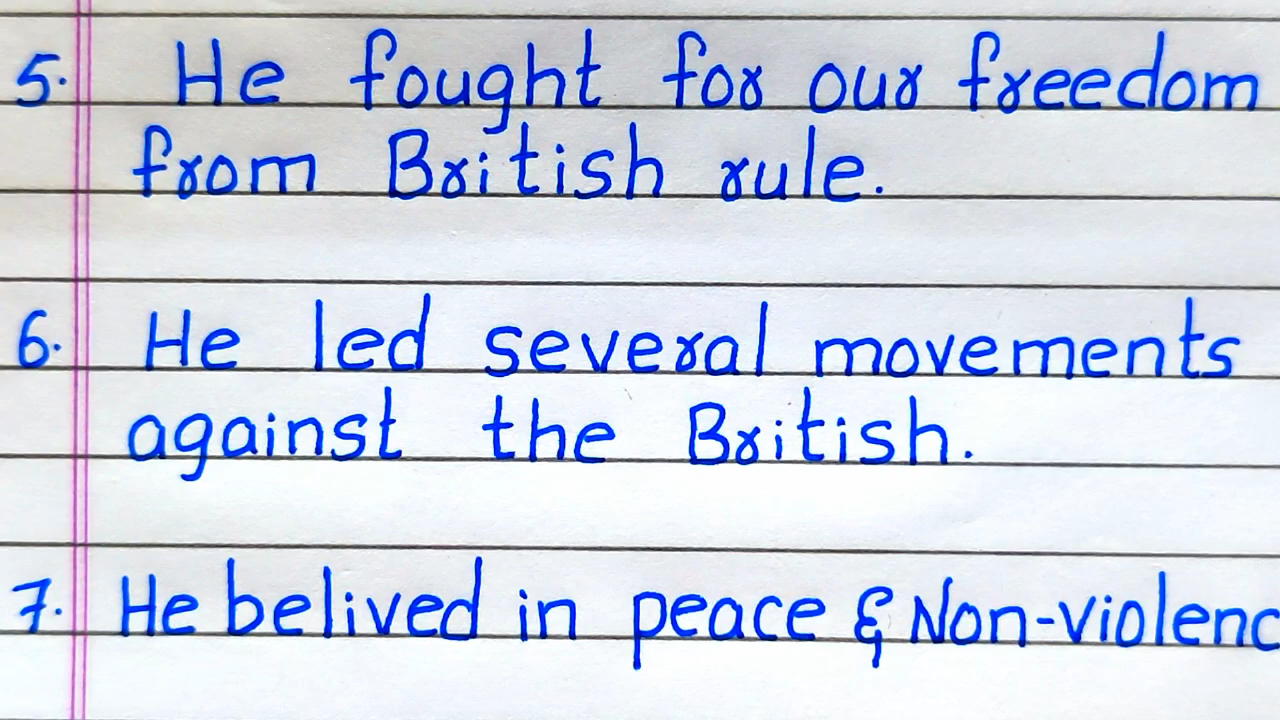 5. He fought for our freedom
from British rule.
6. He led several movements
against the British.
7. He belived in peace & Non-violenc